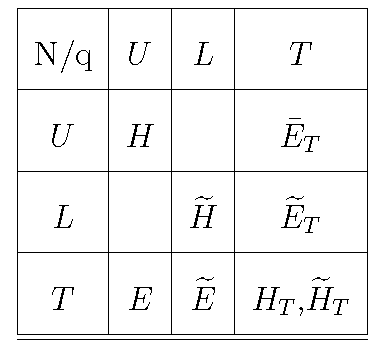 N/q U L T
U H Ē_T
L H̃ Ẽ_T
T E Ẽ H_T,H̃_T